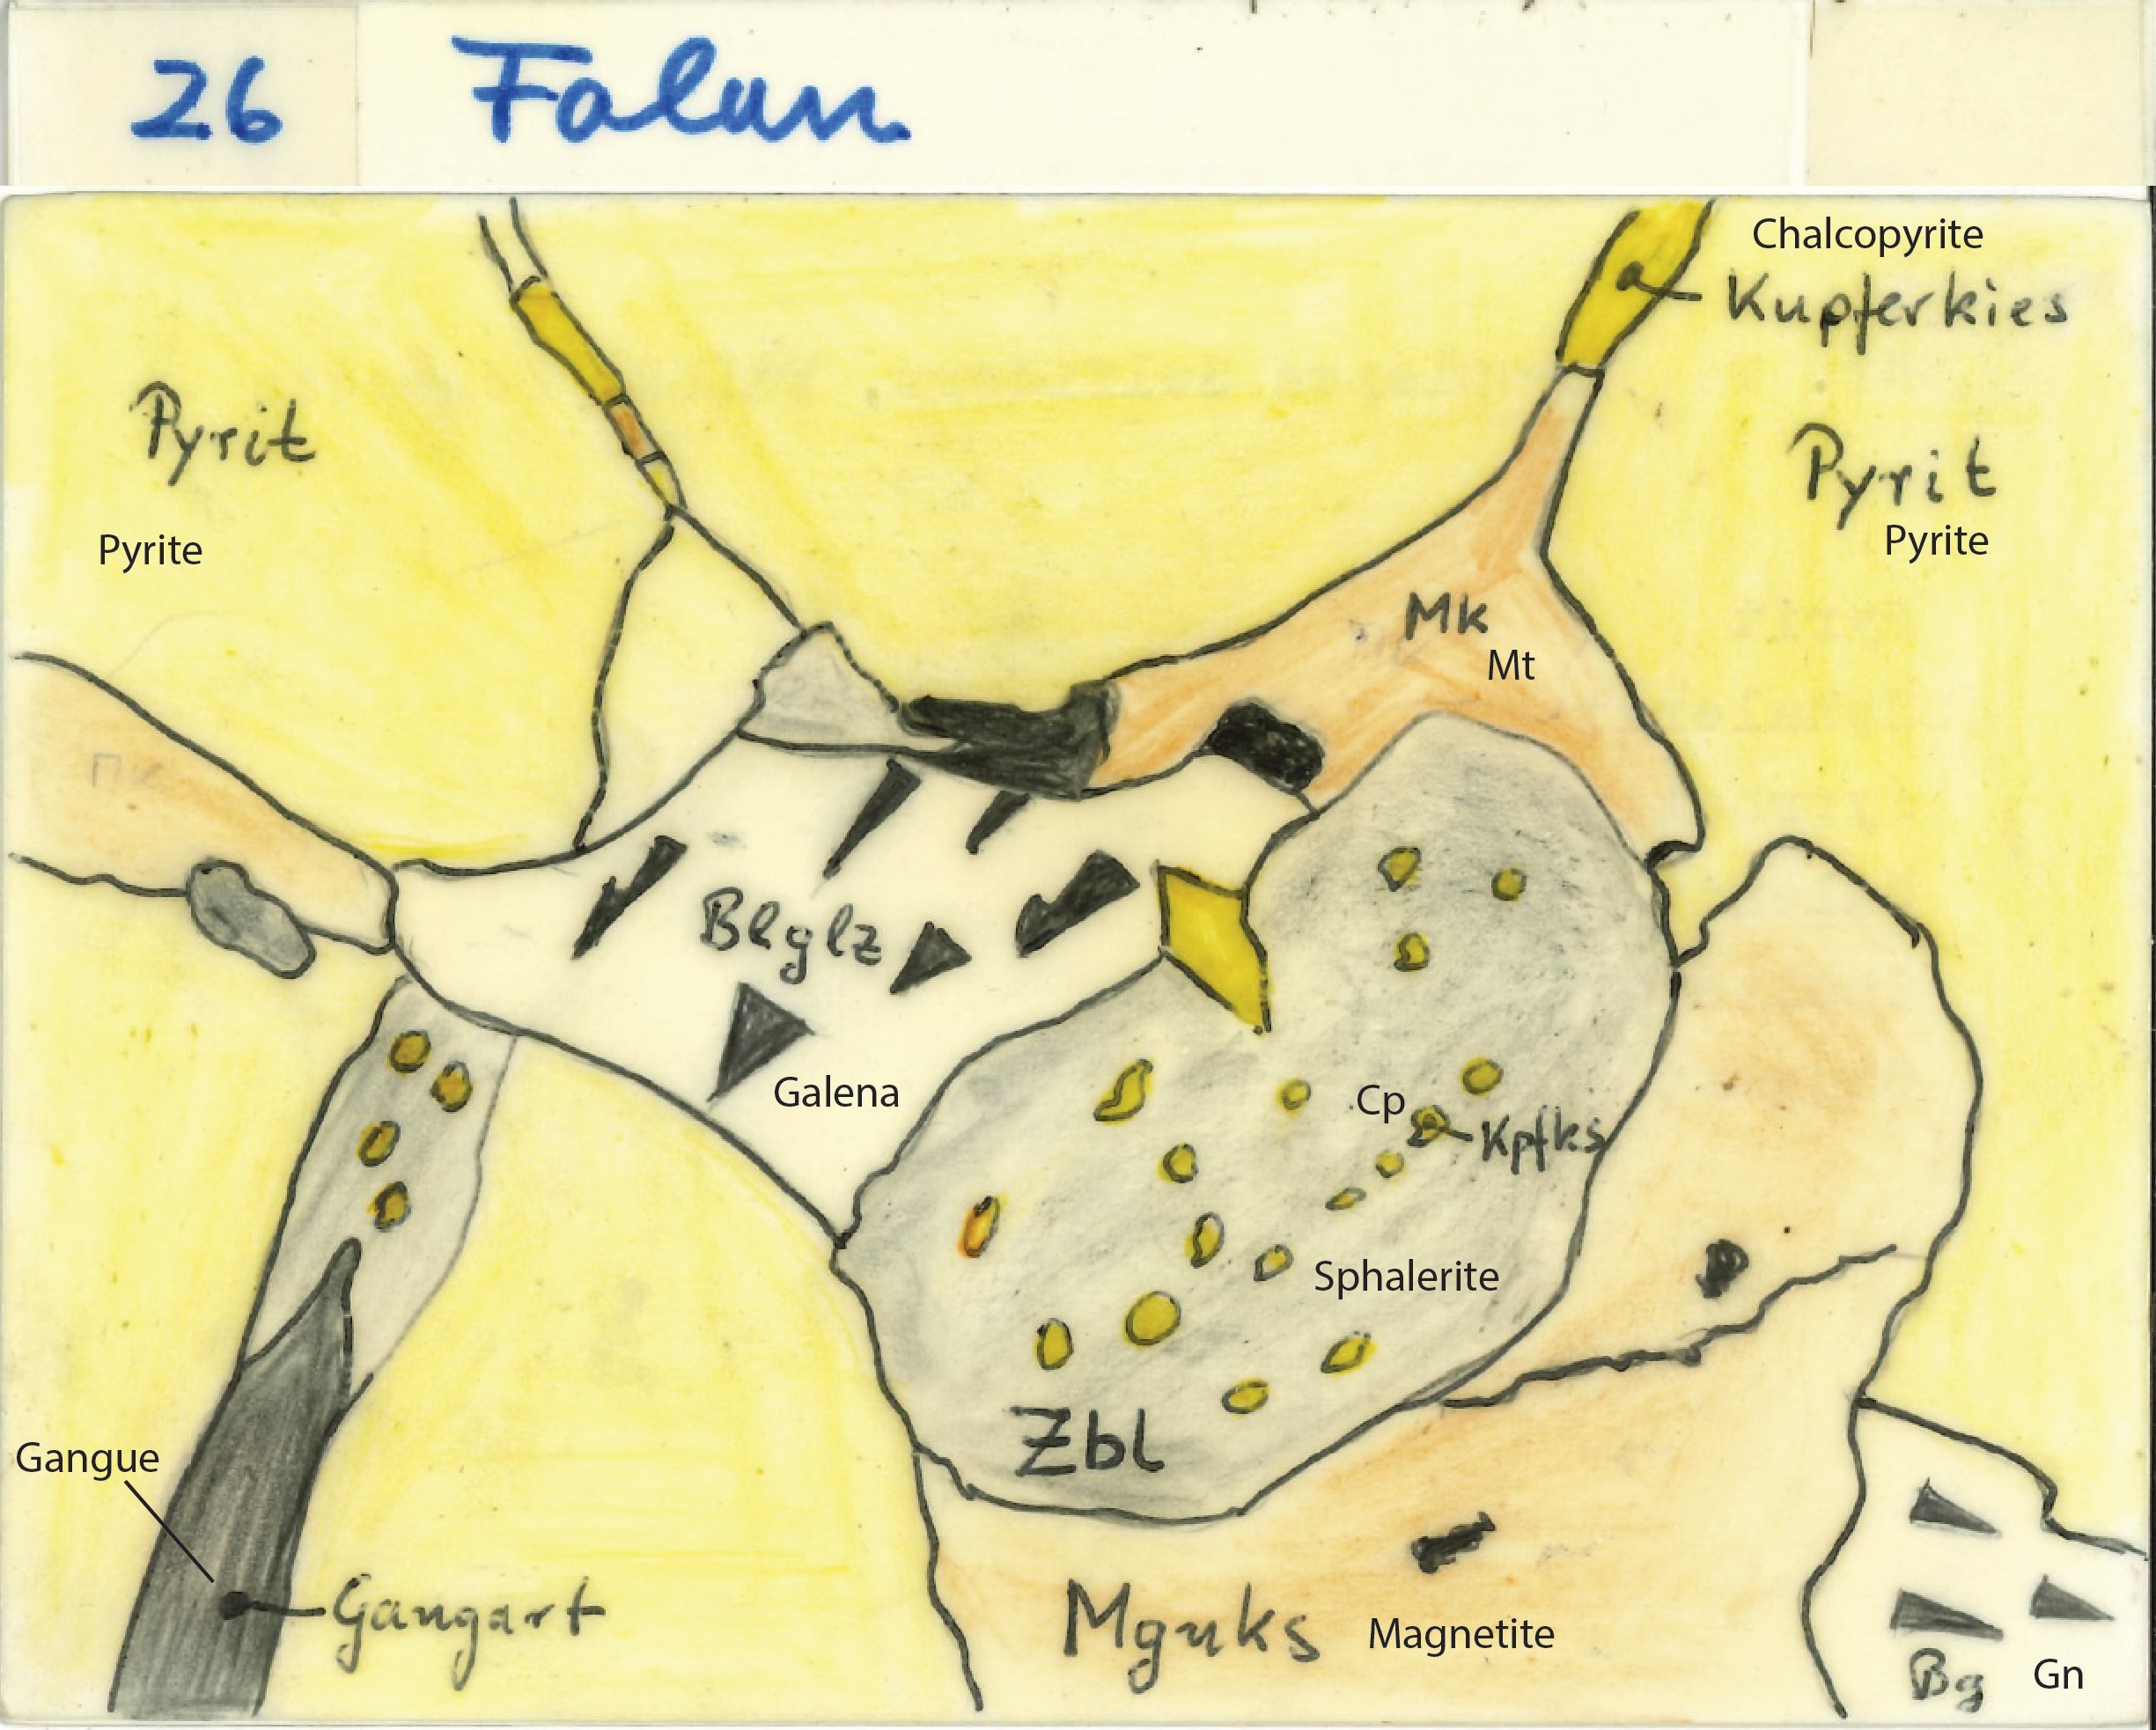 26 Falun
Chalcopyrite
Kupferkies
Pyrit
Pyrit
Pyrite
Pyrite
Mk
Mt
Blglz
Galena
Cp
Kpfks
Sphalerite
Zbl
Gangue
Gangart
Mgnks
Magnetite
Bg
Gn